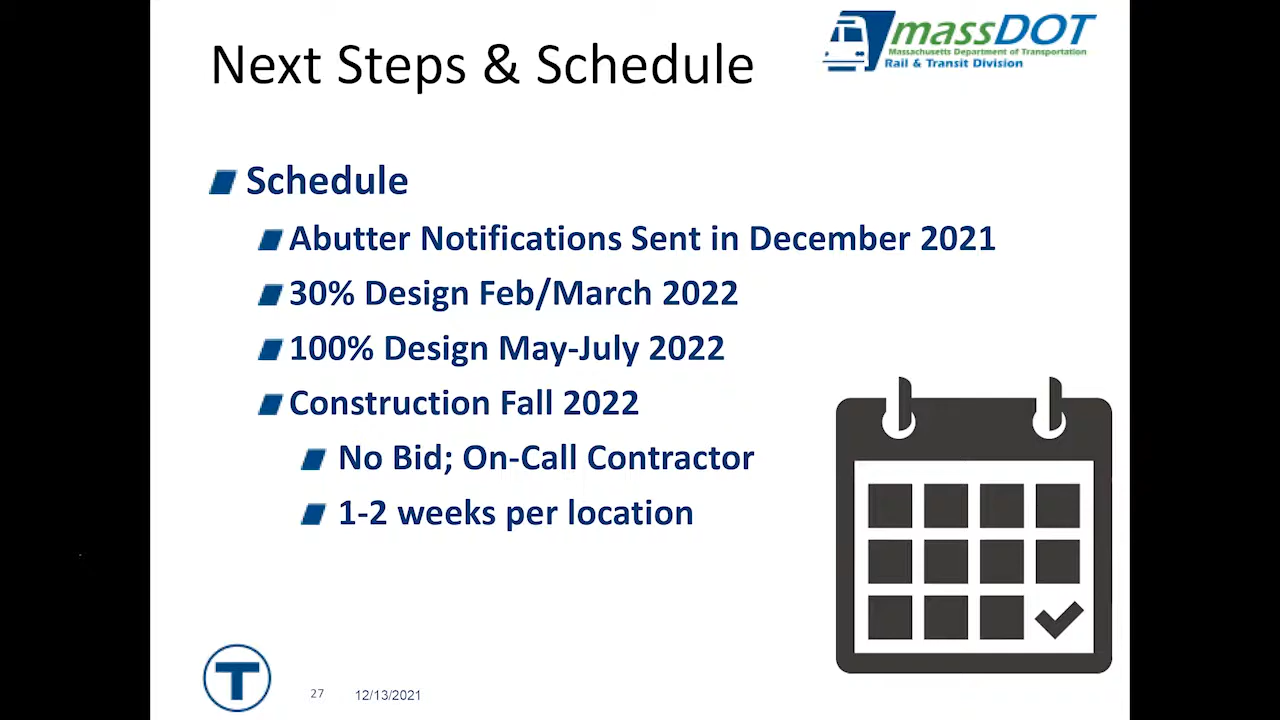 Next Steps & Schedule
massDOT
Massachusetts Department of Transportation
Rail & Transit Division
Schedule
Abutter Notifications Sent in December 2021
30% Design Feb/March 2022
100% Design May-July 2022
Construction Fall 2022
No Bid; On-Call Contractor
1-2 weeks per location
T
27
12/13/2021